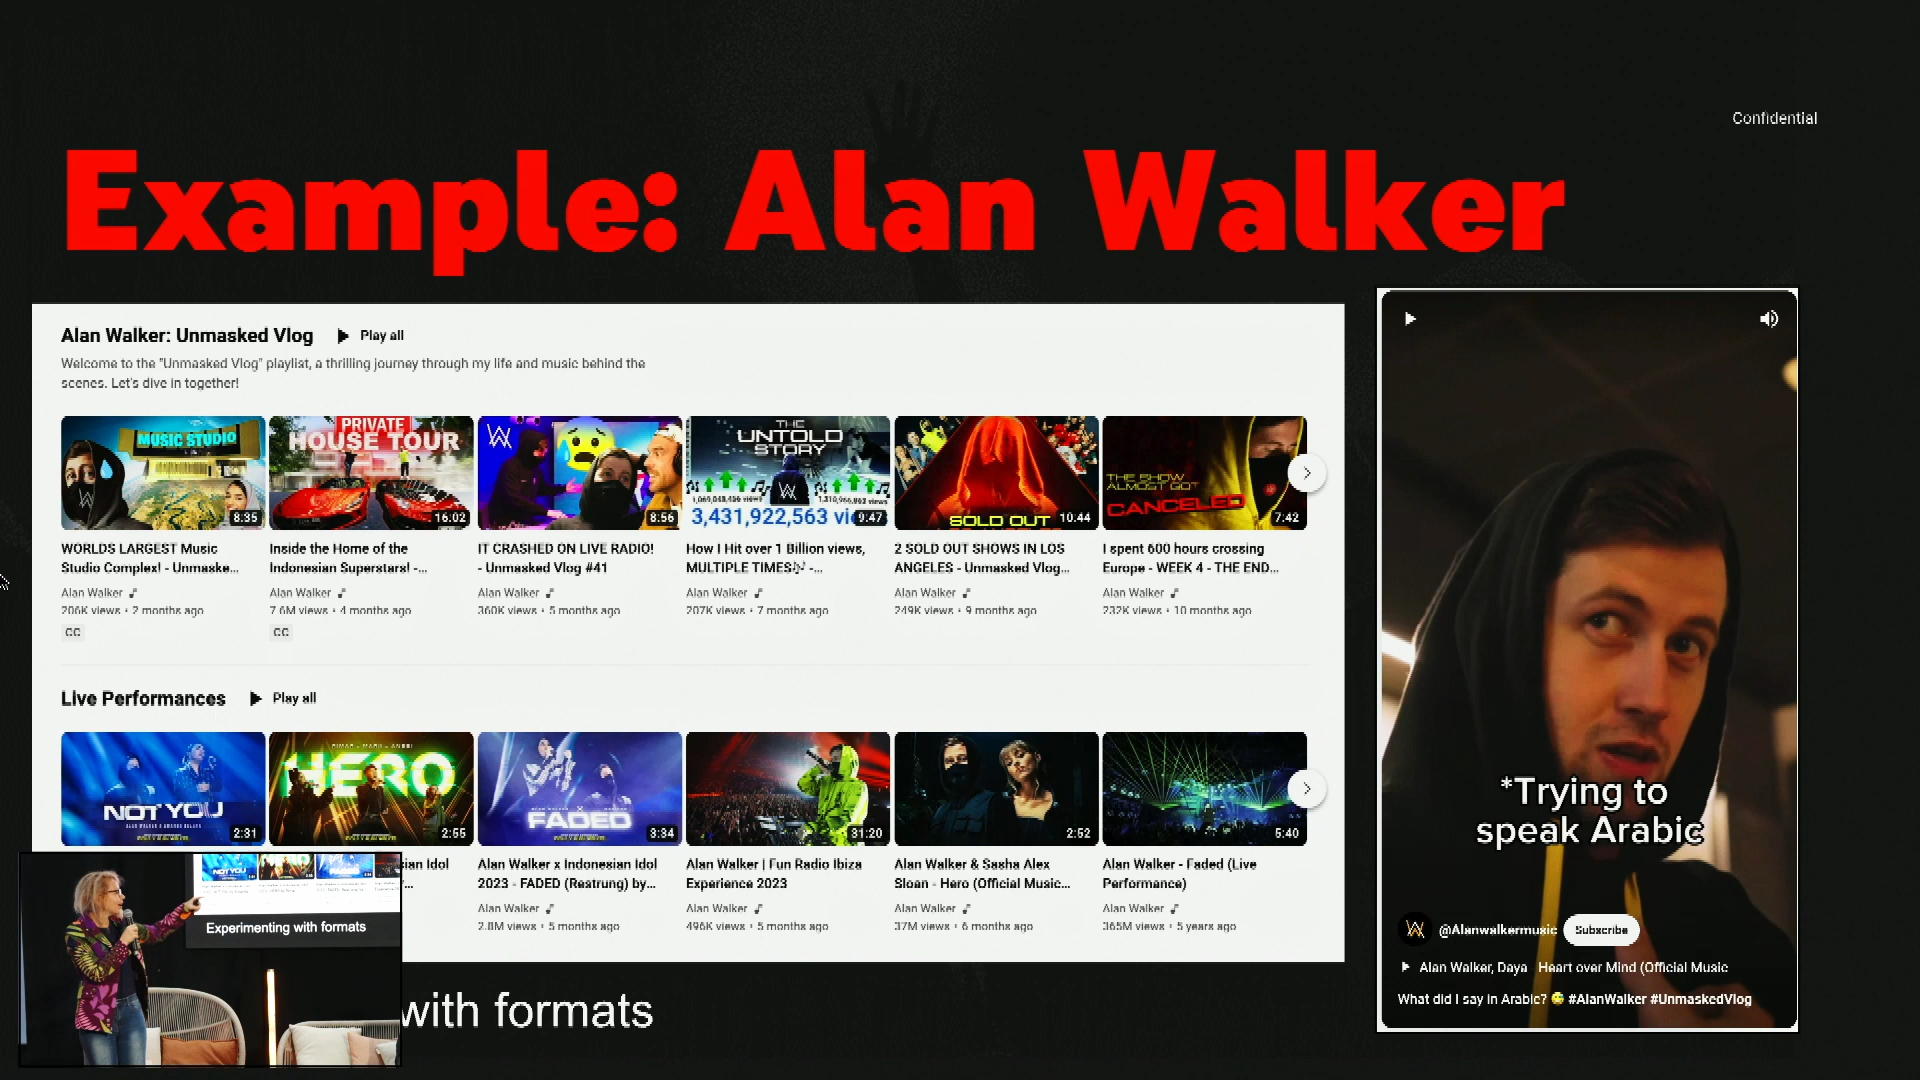 Confidential
Example: Alan Walker
Alan Walker: Unmasked Vlog
Play all
Welcome to the "Unmasked Vlog" playlist, a thrilling journey through my life and music behind the
scenes. Let's dive in together!
MUSIC STUDIO
8:35
PRIVATE
HOUSE TOUR
16:02
8:56
THE
UNTOLD
STORY
3,431,922,563 vie
9:47
SOLD OUT
10:44
THE SHOW
ALMOST GOT
CANCELED
7:42
WORLDS LARGEST Music
Studio Complex! - Unmaske...
Alan Walker
206K views • 2 months ago
CC
Inside the Home of the
Indonesian Superstars! -...
Alan Walker
7.6M views • 4 months ago
CC
IT CRASHED ON LIVE RADIO!
- Unmasked Vlog #41
Alan Walker
360K views • 5 months ago
How I Hit over 1 Billion views,
MULTIPLE TIMES🎶 -...
Alan Walker
207K views • 7 months ago
2 SOLD OUT SHOWS IN LOS
ANGELES - Unmasked Vlog...
Alan Walker
249K views • 9 months ago
I spent 600 hours crossing
Europe - WEEK 4 - THE END...
Alan Walker
232K views • 10 months ago
Live Performances
Play all
NOT YOU
2:31
HERO
2:55
FADED
3:34
31:20
2:52
5:40
sian Idol
Alan Walker x Indonesian Idol
2023 - FADED (Restrung) by...
Alan Walker
2.8M views • 5 months ago
Alan Walker | Fun Radio Ibiza
Experience 2023
Alan Walker
496K views • 5 months ago
Alan Walker & Sasha Alex
Sloan - Hero (Official Music...
Alan Walker
37M views • 6 months ago
Alan Walker - Faded (Live
Performance)
Alan Walker
365M views • 5 years ago
Experimenting with formats
with formats
*Trying to
speak Arabic
@Alanwalkermusic
Subscribe
Alan Walker, Daya - Heart over Mind (Official Music
What did I say in Arabic? #AlanWalker #UnmaskedVlog